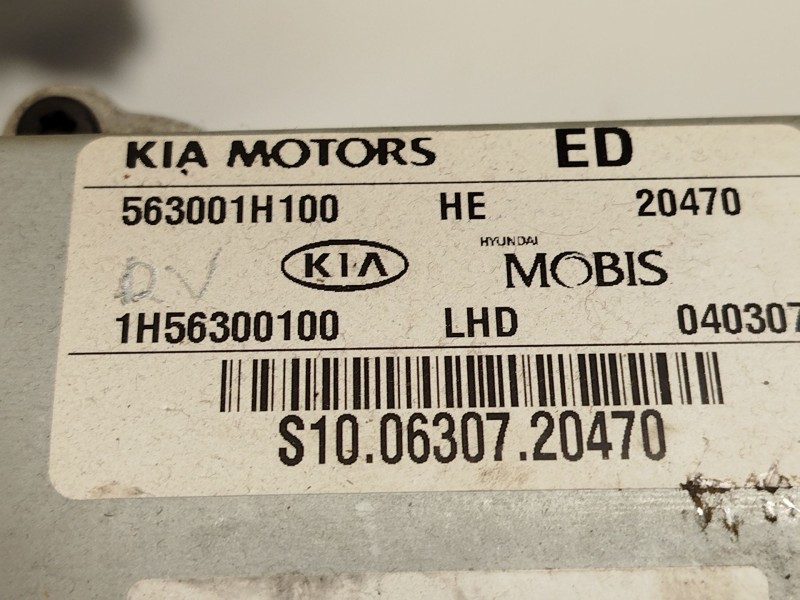 KIA MOTORS ED
563001H100 HE 20470
KIA HYUNDAI MOBIS
1H56300100 LHD 040307
S10.06307.20470